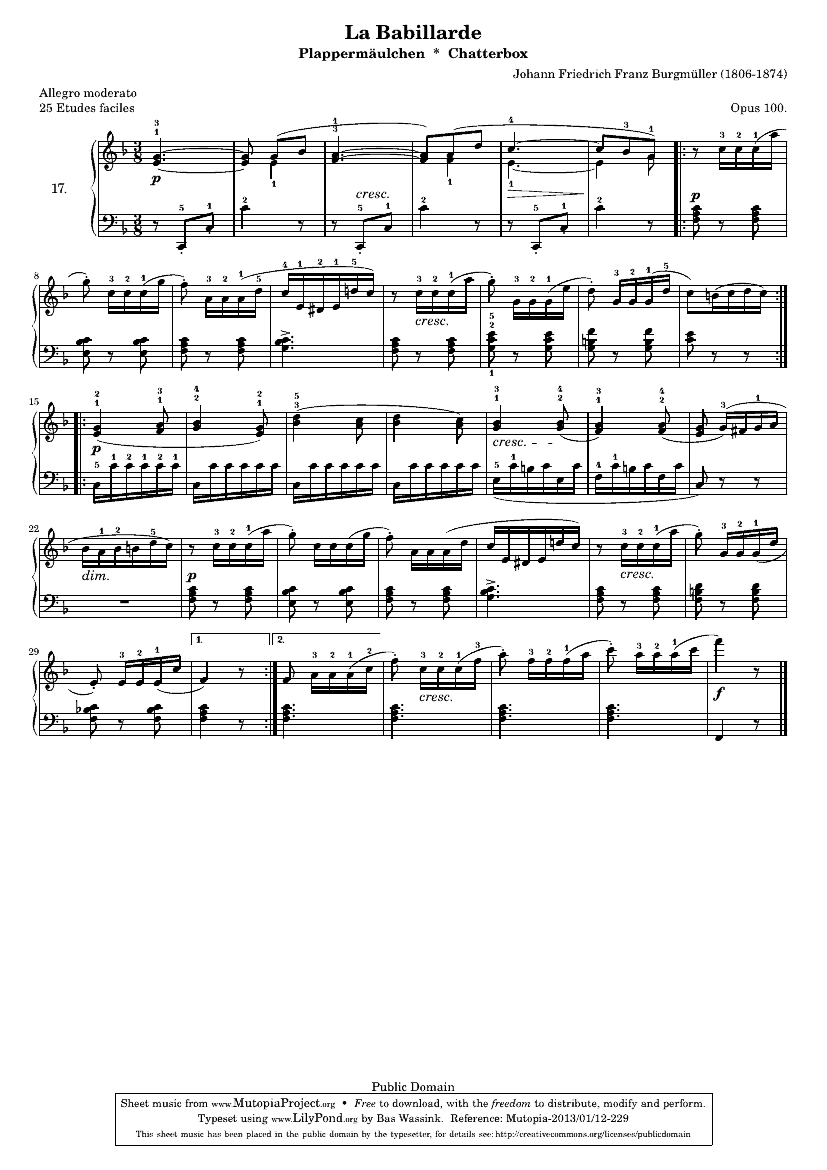 La Babillarde
Plappermäulchen * Chatterbox
Johann Friedrich Franz Burgmüller (1806-1874)
Allegro moderato
25 Etudes faciles
Opus 100.
17.
p
cresc.
p
8
cresc.
15
p
cresc.
22
dim.
p
cresc.
29
1.
2.
cresc.
f
Public Domain
Sheet music from www.MutopiaProject.org • Free to download, with the freedom to distribute, modify and perform.
Typeset using www.LilyPond.org by Bas Wassink. Reference: Mutopia-2013/01/12-229
This sheet music has been placed in the public domain by the typesetter, for details see: http://creativecommons.org/licenses/publicdomain